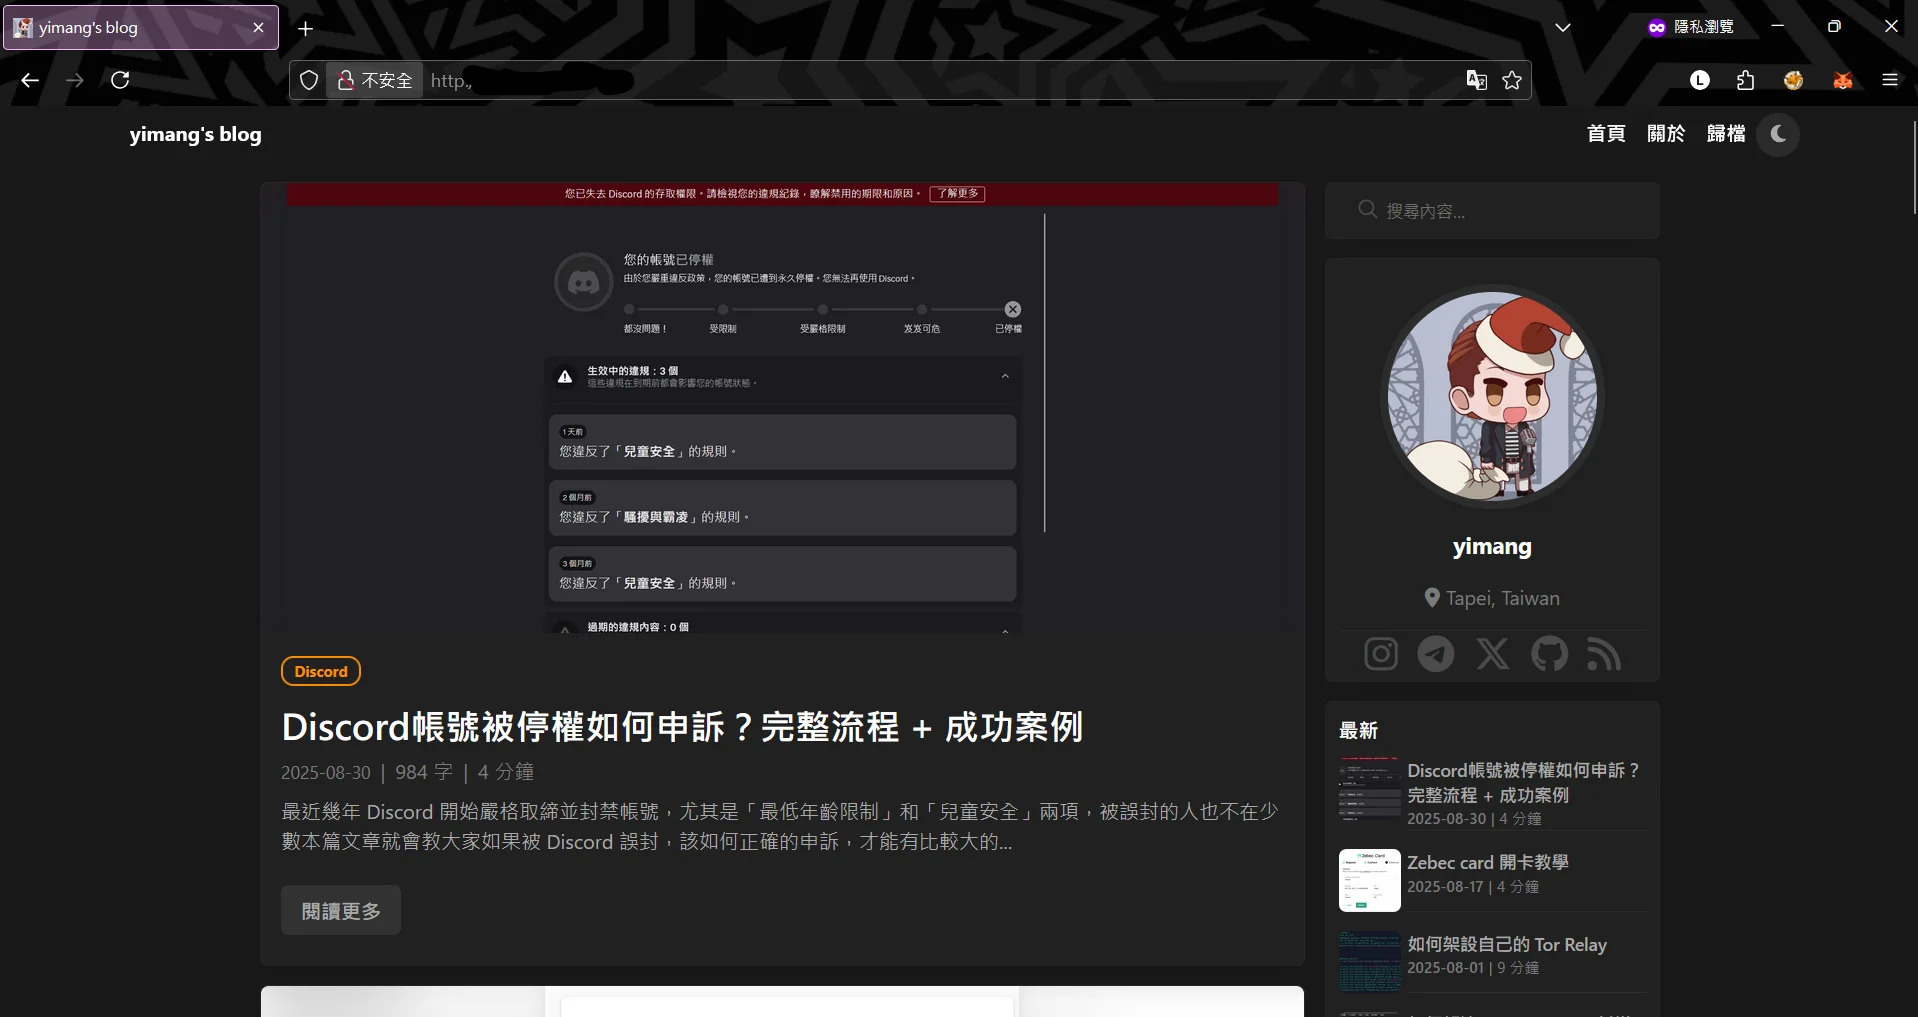 yimang's blog
隱私瀏覽
不安全
http.,
yimang's blog
首頁 關於 歸檔
您已失去 Discord 的存取權限。請檢視您的違規紀錄，瞭解禁用的期限和原因。 了解更多
您的帳號已停權
由於您嚴重違反政策，您的帳號已遭到永久停權。您無法再使用 Discord。
都沒問題！ 受限制 受嚴格限制 岌岌可危 已停權
生效中的違規：3 個
這些違規在到期前都會影響您的帳號狀態。
1 天前
您違反了「兒童安全」的規則。
2 個月前
您違反了「騷擾與霸凌」的規則。
3 個月前
您違反了「兒童安全」的規則。
過期的違規內容：0 個
Discord
Discord帳號被停權如何申訴？完整流程 + 成功案例
2025-08-30 | 984 字 | 4 分鐘
最近幾年 Discord 開始嚴格取締並封禁帳號，尤其是「最低年齡限制」和「兒童安全」兩項，被誤封的人也不在少
數本篇文章就會教大家如果被 Discord 誤封，該如何正確的申訴，才能有比較大的...
閱讀更多
搜尋內容...
yimang
Tapei, Taiwan
最新
Discord帳號被停權如何申訴？
完整流程 + 成功案例
2025-08-30 | 4 分鐘
Zebec card 開卡教學
2025-08-17 | 4 分鐘
如何架設自己的 Tor Relay
2025-08-01 | 9 分鐘